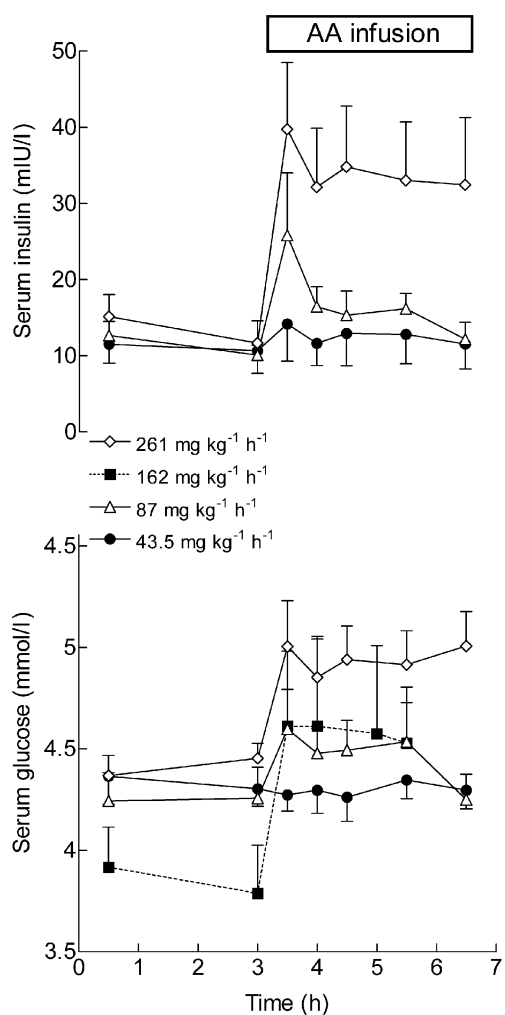 AA infusion
50
40
30
20
10
0
Serum insulin (mIU/l)
261 mg kg⁻¹ h⁻¹
162 mg kg⁻¹ h⁻¹
87 mg kg⁻¹ h⁻¹
43.5 mg kg⁻¹ h⁻¹
4.5
5
4.5
4
3.5
Serum glucose (mmol/l)
0 1 2 3 4 5 6 7
Time (h)